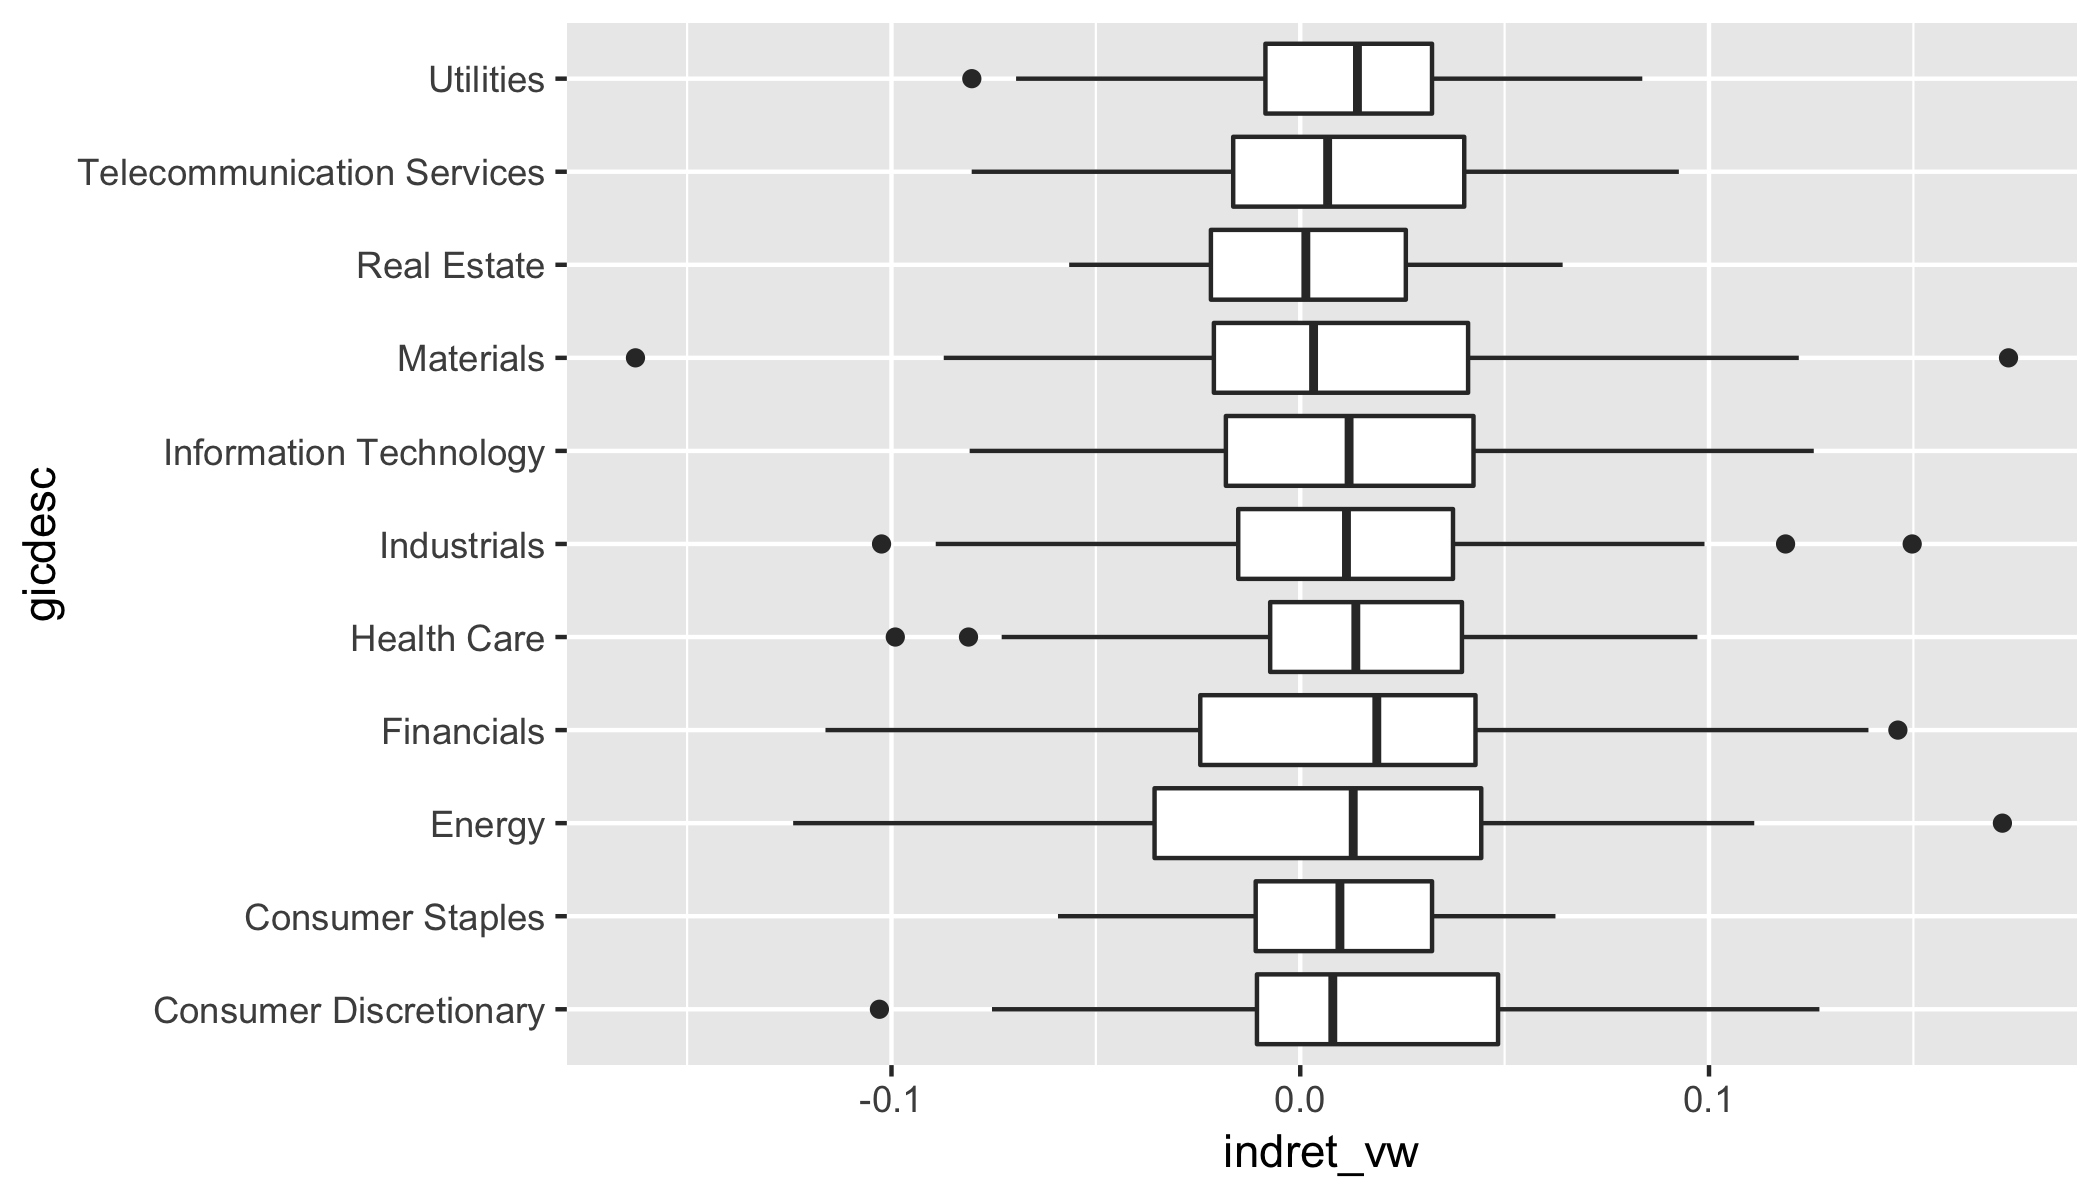 Utilities
Telecommunication Services
Real Estate
Materials
Information Technology
Industrials
Health Care
Financials
Energy
Consumer Staples
Consumer Discretionary
gicdesc
-0.1 0.0 0.1
indret_vw